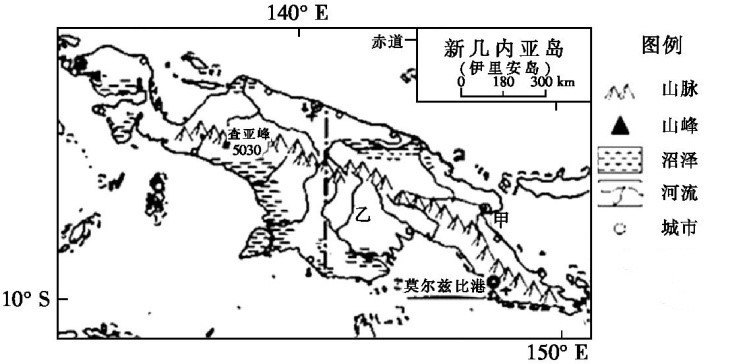 140° E
赤道
新几内亚岛
(伊里安岛)
0 180 300 km
图例
山脉
山峰
沼泽
河流
城市
查亚峰
5030
乙
甲
莫尔兹比港
10° S
150° E